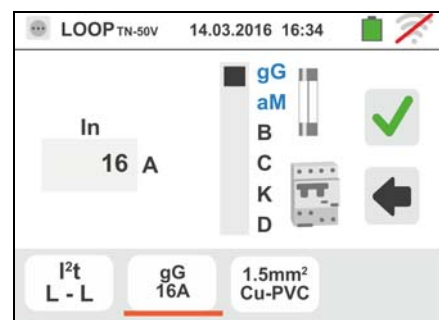 LOOP TN-50V 14.03.2016 16:34
gG
aM
In
B
16 A
C
K
D
I²t
L - L
gG
16A
1.5mm²
Cu-PVC